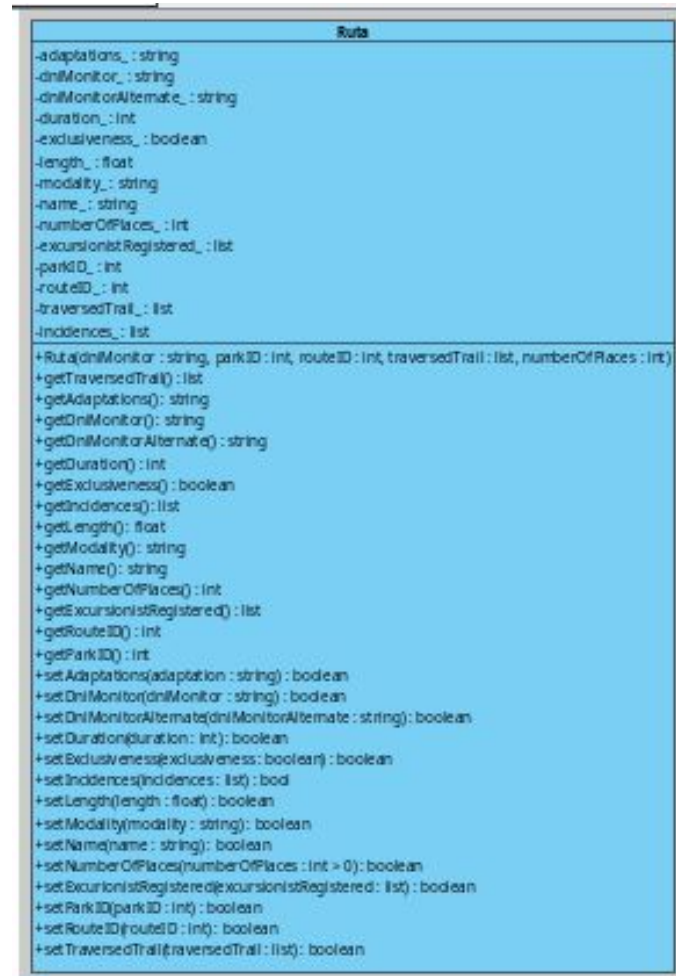 Ruta
-adaptations_ : string
-dniMonitor_ : string
-dniMonitorAlternate_ : string
-duration_ : int
-exclusiveness_ : boolean
-length_ : float
-modality_ : string
-name_ : string
-numberOfPlaces_ : int
-excursionistRegistered_ : list
-parkID_ : int
-routeID_ : int
-traversedTrail_ : list
-incidences_ : list
+Ruta(dniMonitor : string, parkID : int, routeID : int, traversedTrail : list, numberOfPlaces : int)
+getTraversedTrail() : list
+getAdaptations() : string
+getDniMonitor() : string
+getDniMonitorAlternate() : string
+getDuration() : int
+getExclusiveness() : boolean
+getIncidences() : list
+getLength() : float
+getModality() : string
+getName() : string
+getNumberOfPlaces() : int
+getExcursionistRegistered() : list
+getRouteID() : int
+getParkID() : int
+setAdaptations(adaptation : string) : boolean
+setDniMonitor(dniMonitor : string) : boolean
+setDniMonitorAlternate(dniMonitorAlternate : string) : boolean
+setDuration(duration : int) : boolean
+setExclusiveness(exclusiveness : boolean) : boolean
+setIncidences(incidences : list) : bool
+setLength(length : float) : boolean
+setModality(modality : string) : boolean
+setName(name : string) : boolean
+setNumberOfPlaces(numberOfPlaces : int > 0) : boolean
+setExcurionistRegistered(excursionistRegistered : list) : boolean
+setParkID(parkID : int) : boolean
+setRouteID(routeID : int) : boolean
+setTraversedTrail(traversedTrail : list) : boolean